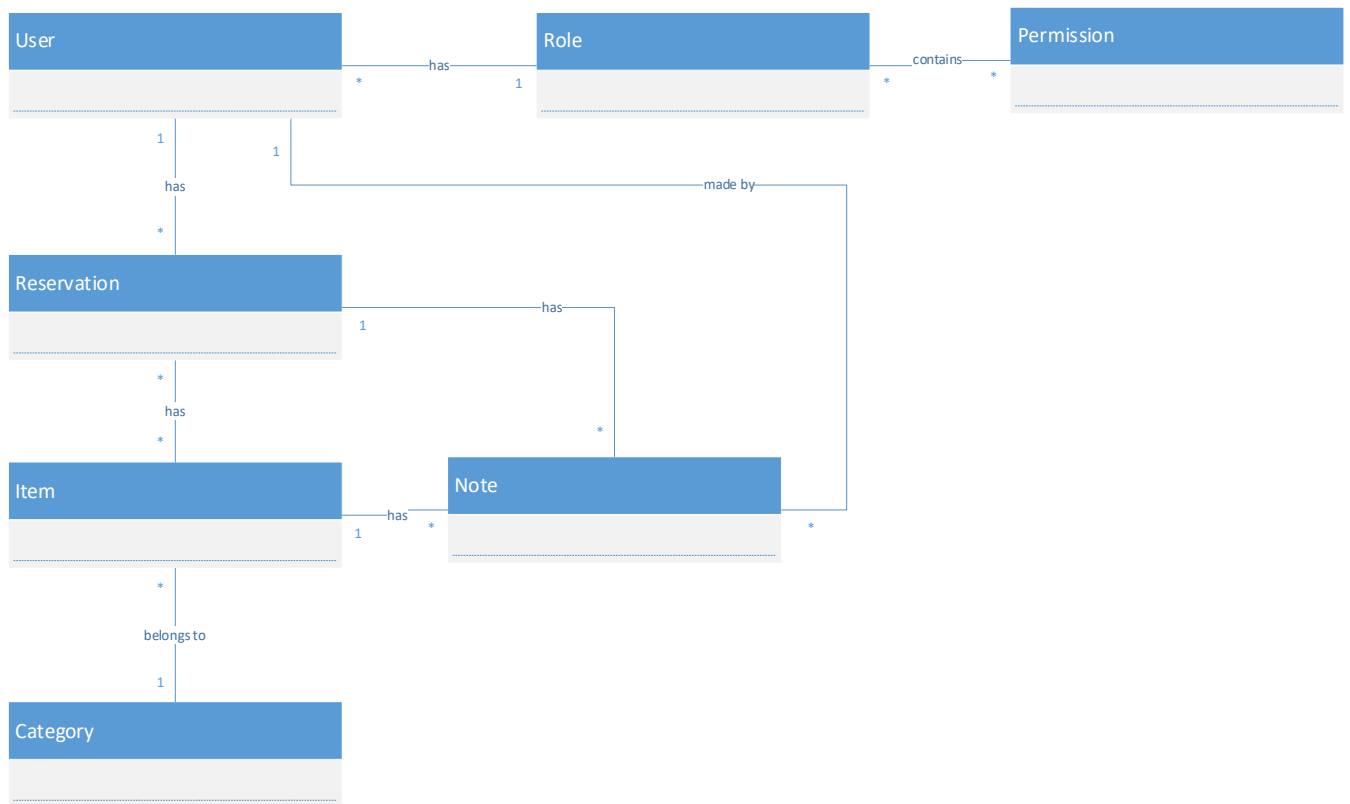 User
Role
Permission
has
contains
*
1
*
*
1
1
made by
has
*
Reservation
has
1
*
has
*
*
Item
Note
has
1
*
*
*
belongs to
1
Category